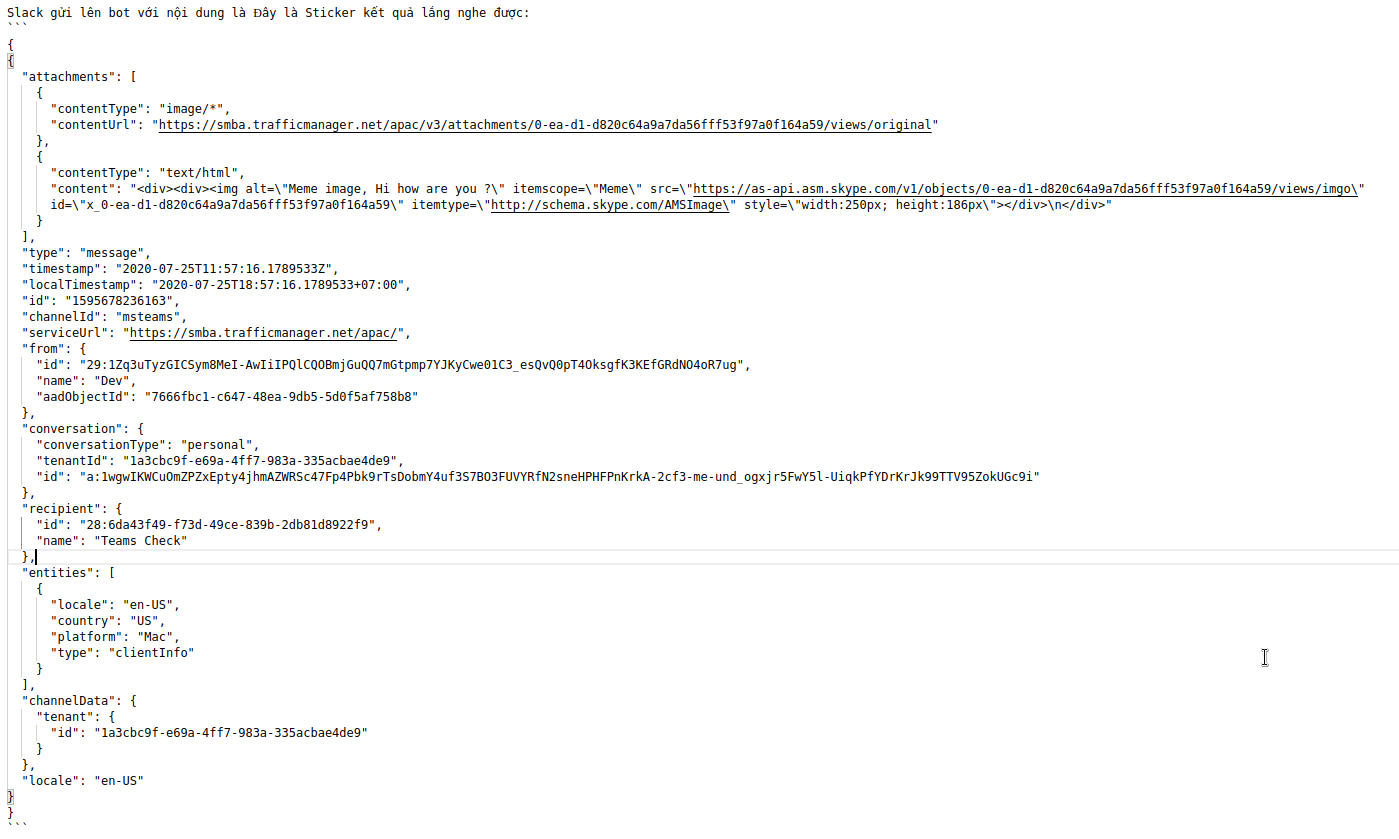 Slack gửi lên bot với nội dung là Đây là Sticker kết quả lắng nghe được:
```
{
{
"attachments": [
{
"contentType": "image/*",
"contentUrl": "https://smba.trafficmanager.net/apac/v3/attachments/0-ea-d1-d820c64a9a7da56fff53f97a0f164a59/views/original"
},
{
"contentType": "text/html",
"content": "<div><div><img alt=\"Meme image, Hi how are you ?\" itemscope=\"Meme\" src=\"https://as-api.asm.skype.com/v1/objects/0-ea-d1-d820c64a9a7da56fff53f97a0f164a59/views/imgo\"
id=\"x_0-ea-d1-d820c64a9a7da56fff53f97a0f164a59\" itemtype=\"http://schema.skype.com/AMSImage\" style=\"width:250px; height:186px\"></div>\n</div>"
}
],
"type": "message",
"timestamp": "2020-07-25T11:57:16.1789533Z",
"localTimestamp": "2020-07-25T18:57:16.1789533+07:00",
"id": "1595678236163",
"channelId": "msteams",
"serviceUrl": "https://smba.trafficmanager.net/apac/",
"from": {
"id": "29:1Zq3uTyzGICSym8MeI-AwIiIPQlCQOBmjGuQQ7mGtpmp7YJKyCwe01C3_esQvQ0pT4OksgfK3KEfGRdNO4oR7ug",
"name": "Dev",
"aadObjectId": "7666fbc1-c647-48ea-9db5-5d0f5af758b8"
},
"conversation": {
"conversationType": "personal",
"tenantId": "1a3cbc9f-e69a-4ff7-983a-335acbae4de9",
"id": "a:1wgwIKWCuOmZPZxEpty4jhmAZWRSc47Fp4Pbk9rTsDobmY4uf3S7BO3FUVYRfN2sneHPHFPnKrkA-2cf3-me-und_ogxjr5FwY5l-UiqkPfYDrKrJk99TTV95ZokUGc9i"
},
"recipient": {
"id": "28:6da43f49-f73d-49ce-839b-2db81d8922f9",
"name": "Teams Check"
},
"entities": [
{
"locale": "en-US",
"country": "US",
"platform": "Mac",
"type": "clientInfo"
}
],
"channelData": {
"tenant": {
"id": "1a3cbc9f-e69a-4ff7-983a-335acbae4de9"
}
},
"locale": "en-US"
}
}
```